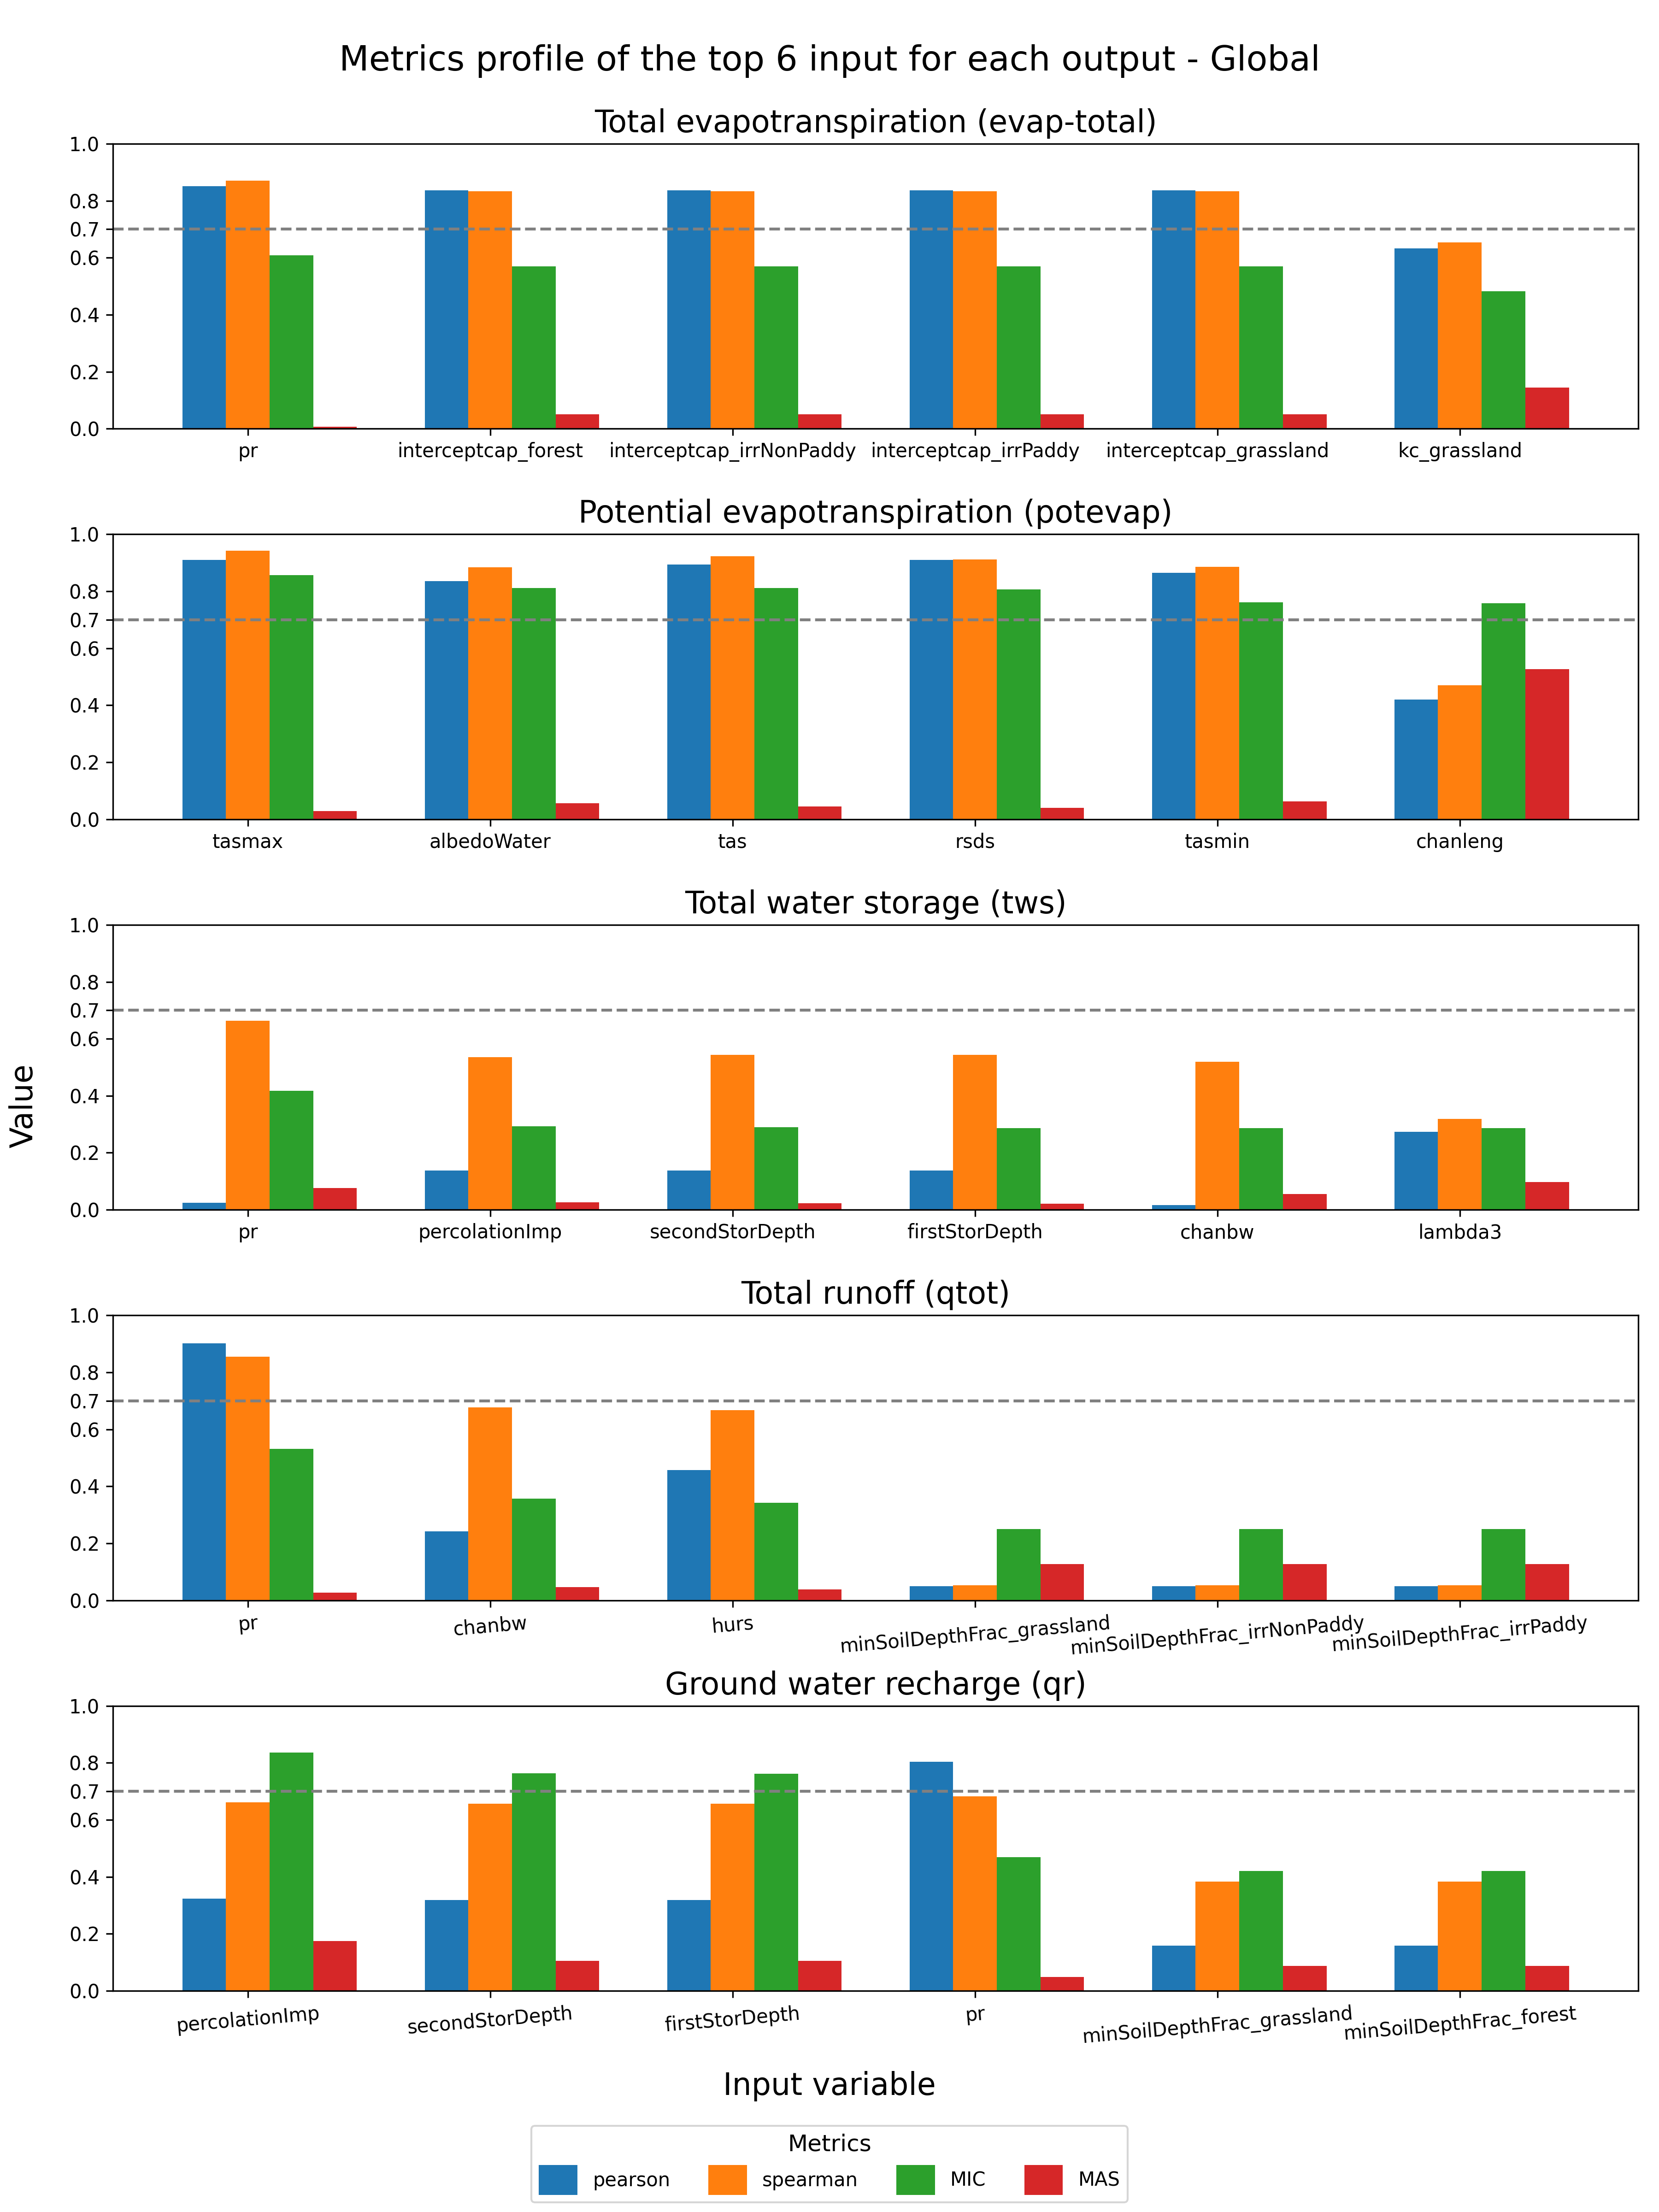 Metrics profile of the top 6 input for each output - Global
Total evapotranspiration (evap-total)
1.0
0.8
0.7
0.6
0.4
0.2
0.0
pr interceptcap_forest interceptcap_irrNonPaddy interceptcap_irrPaddy interceptcap_grassland kc_grassland
Potential evapotranspiration (potevap)
1.0
0.8
0.7
0.6
0.4
0.2
0.0
tasmax albedoWater tas rsds tasmin chanleng
Total water storage (tws)
1.0
0.8
0.7
0.6
0.4
0.2
0.0
pr percolationImp secondStorDepth firstStorDepth chanbw lambda3
Value
Total runoff (qtot)
1.0
0.8
0.7
0.6
0.4
0.2
0.0
pr chanbw hurs minSoilDepthFrac_grassland minSoilDepthFrac_irrNonPaddy minSoilDepthFrac_irrPaddy
Ground water recharge (qr)
1.0
0.8
0.7
0.6
0.4
0.2
0.0
percolationImp secondStorDepth firstStorDepth pr minSoilDepthFrac_grassland minSoilDepthFrac_forest
Input variable
Metrics
pearson spearman MIC MAS